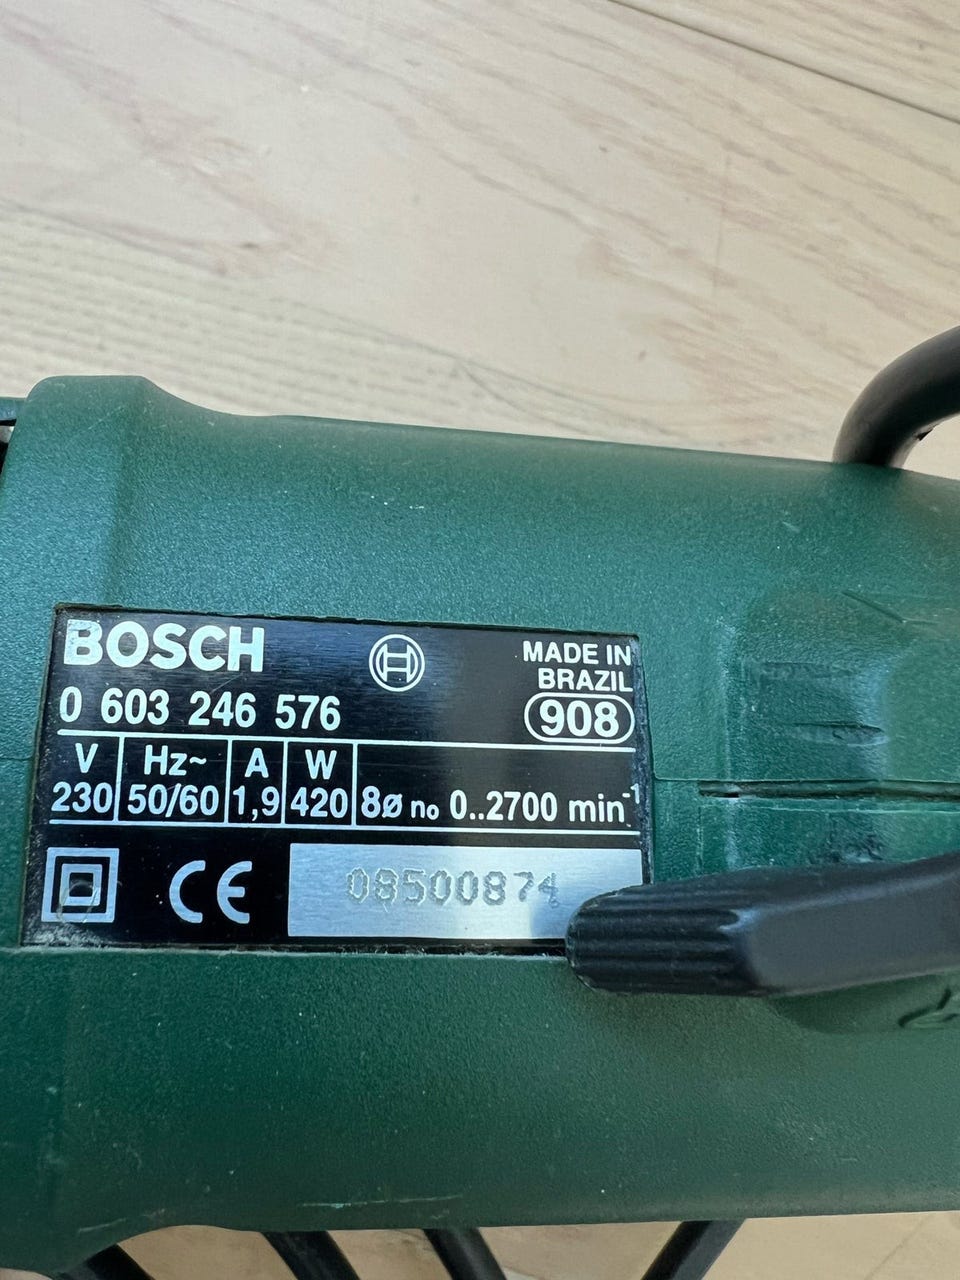 BOSCH
MADE IN
BRAZIL
0 603 246 576
908
V Hz~ A W
230 50/60 1,9 420 8ø no 0..2700 min-1
CE
08500874